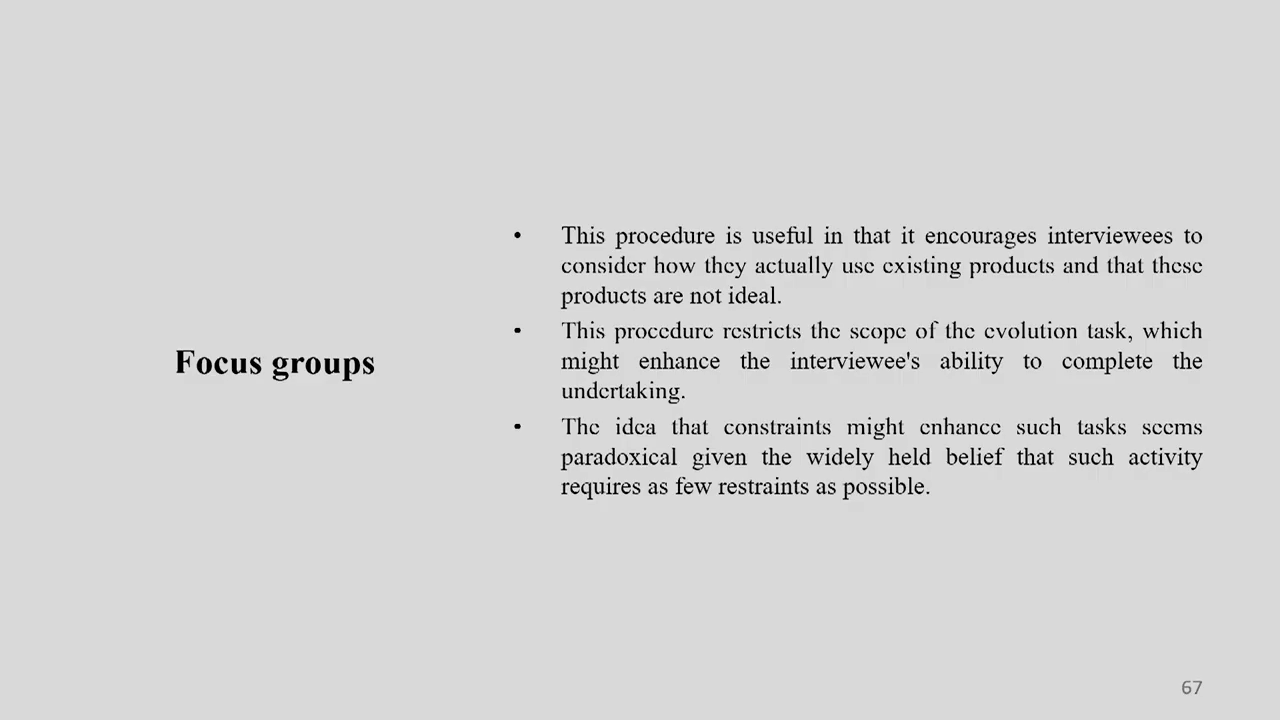 Focus groups
• This procedure is useful in that it encourages interviewees to
consider how they actually use existing products and that these
products are not ideal.
• This procedure restricts the scope of the evolution task, which
might enhance the interviewee's ability to complete the
undertaking.
• The idea that constraints might enhance such tasks seems
paradoxical given the widely held belief that such activity
requires as few restraints as possible.
67